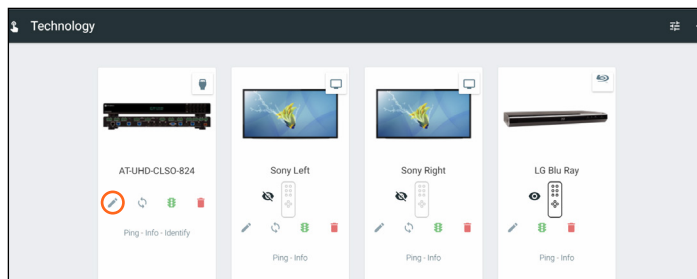 Technology
AT-UHD-CLSO-824
Sony Left
Sony Right
LG Blu Ray
Ping - Info - Identify
Ping - Info
Ping - Info
Ping - Info